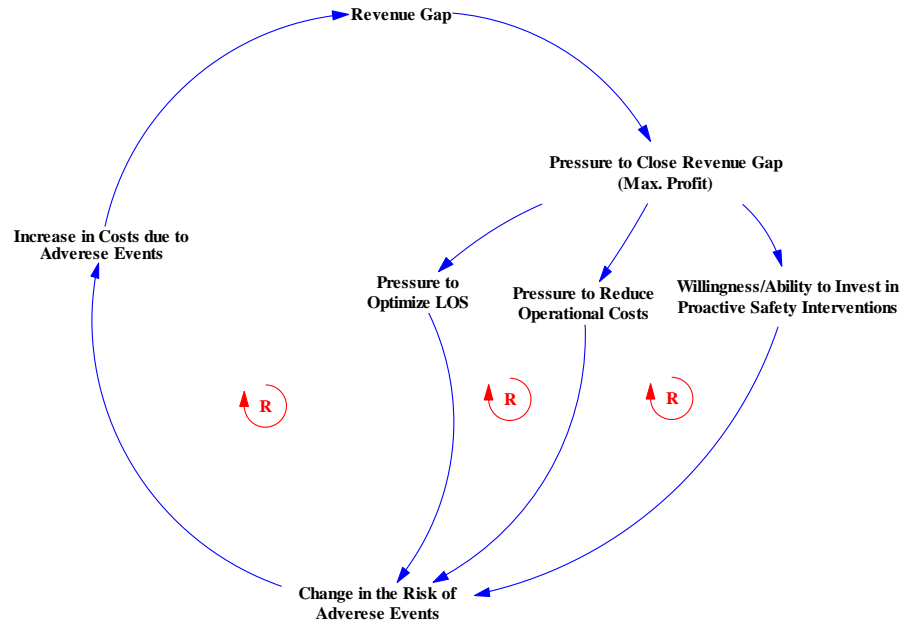 Revenue Gap
Pressure to Close Revenue Gap
(Max. Profit)
Increase in Costs due to
Adverese Events
Pressure to
Optimize LOS
Pressure to Reduce
Operational Costs
Willingness/Ability to Invest in
Proactive Safety Interventions
R
R
R
Change in the Risk of
Adverese Events